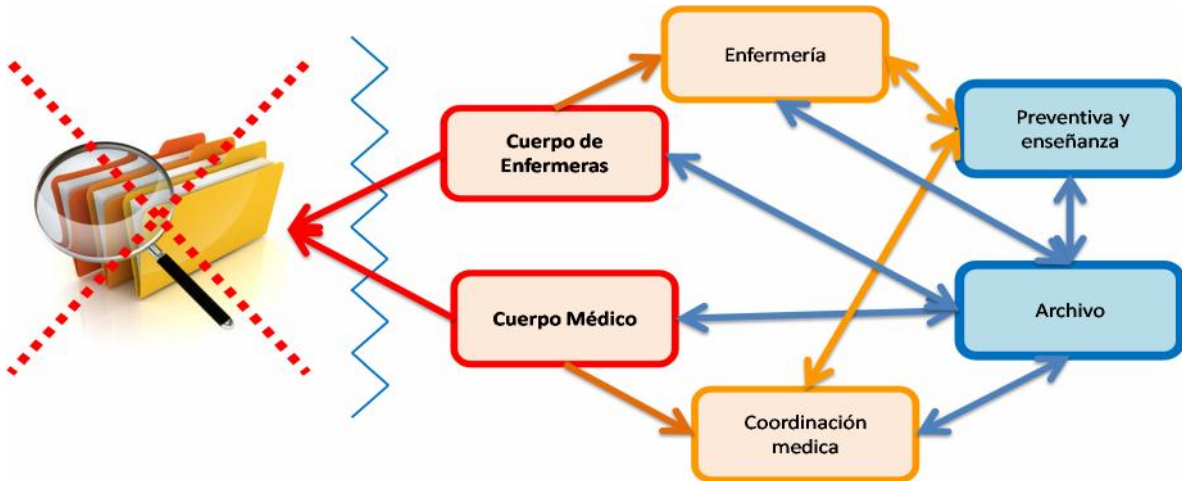 Enfermería
Cuerpo de
Enfermeras
Preventiva y
enseñanza
Cuerpo Médico
Archivo
Coordinación
medica